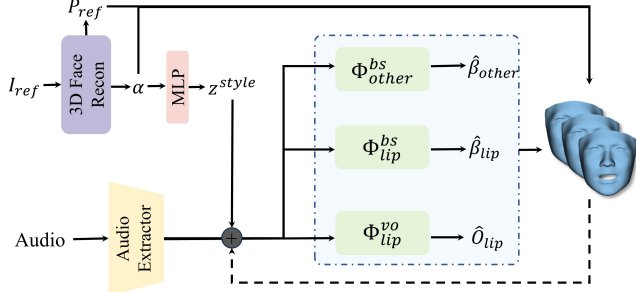 P_ref
I_ref
3D Face
Recon
α
MLP
z^style
Φ^bs_other
β̂_other
Φ^bs_lip
β̂_lip
Audio
Audio
Extractor
+
Φ^vo_lip
Ô_lip